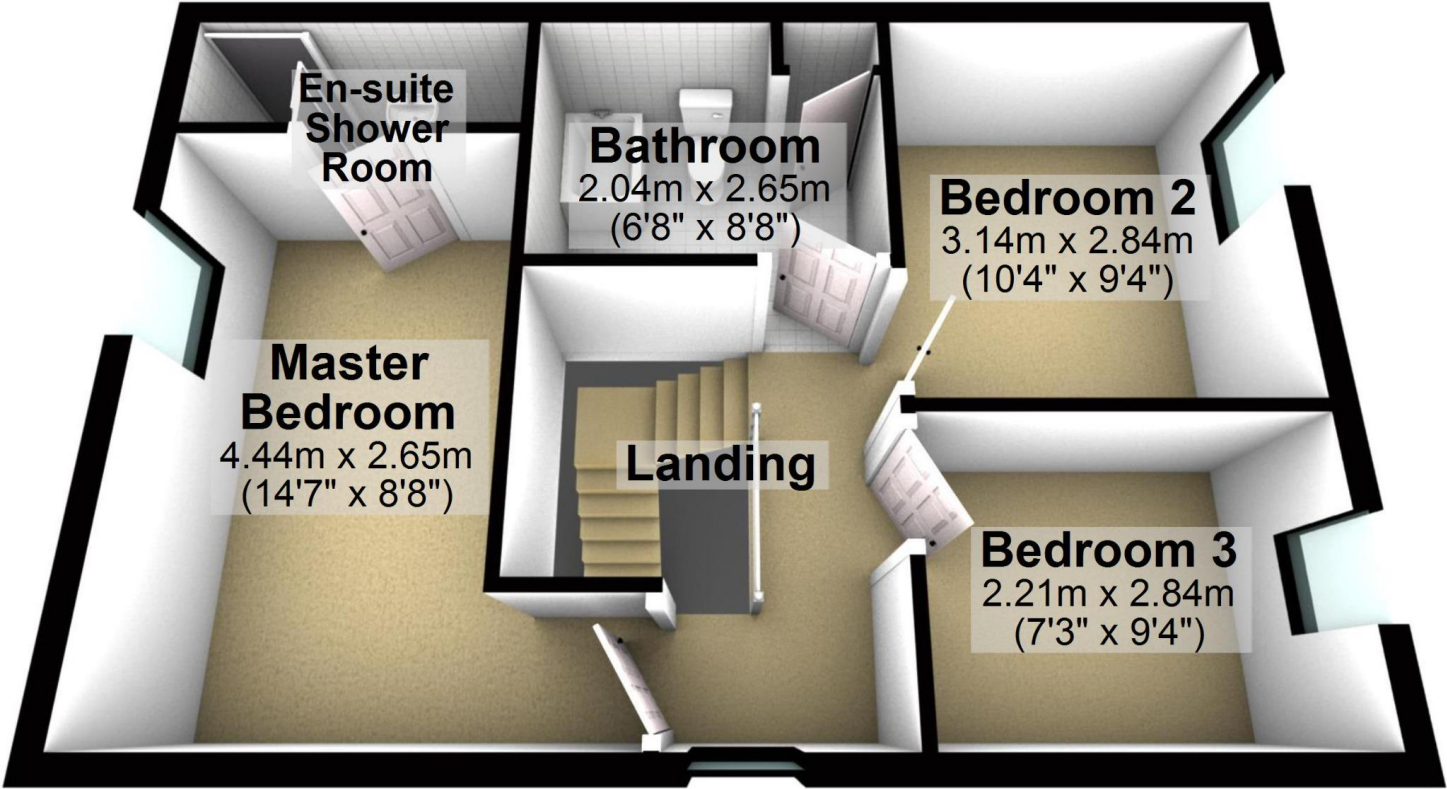 En-suite
Shower
Room
Bathroom
2.04m x 2.65m
(6'8" x 8'8")
Bedroom 2
3.14m x 2.84m
(10'4" x 9'4")
Master
Bedroom
4.44m x 2.65m
(14'7" x 8'8")
Landing
Bedroom 3
2.21m x 2.84m
(7'3" x 9'4")